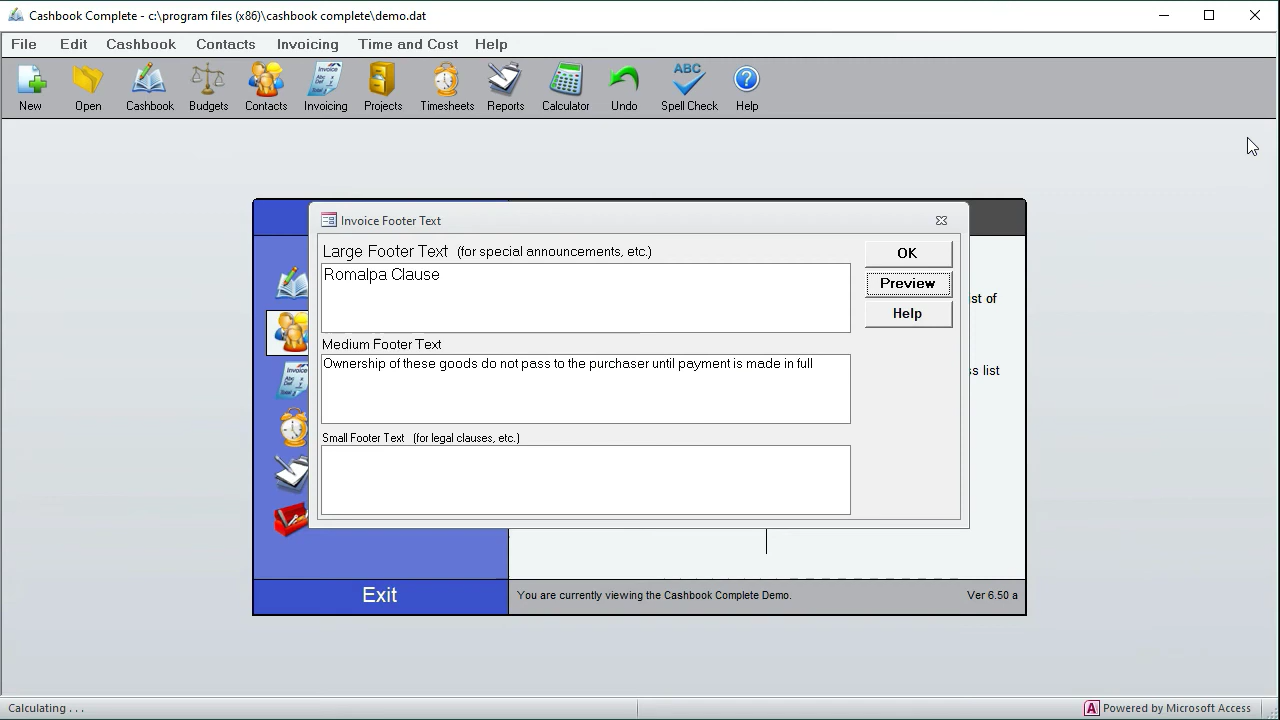 Cashbook Complete - c:\program files (x86)\cashbook complete\demo.dat
File Edit Cashbook Contacts Invoicing Time and Cost Help
New Open Cashbook Budgets Contacts Invoicing Projects Timesheets Reports Calculator Undo Spell Check Help
Invoice Footer Text
Large Footer Text (for special announcements, etc.)
OK
Romalpa Clause
Preview
st of
Help
Medium Footer Text
Ownership of these goods do not pass to the purchaser until payment is made in full
s list
Small Footer Text (for legal clauses, etc.)
Exit
You are currently viewing the Cashbook Complete Demo.
Ver 6.50 a
Calculating . . .
Powered by Microsoft Access